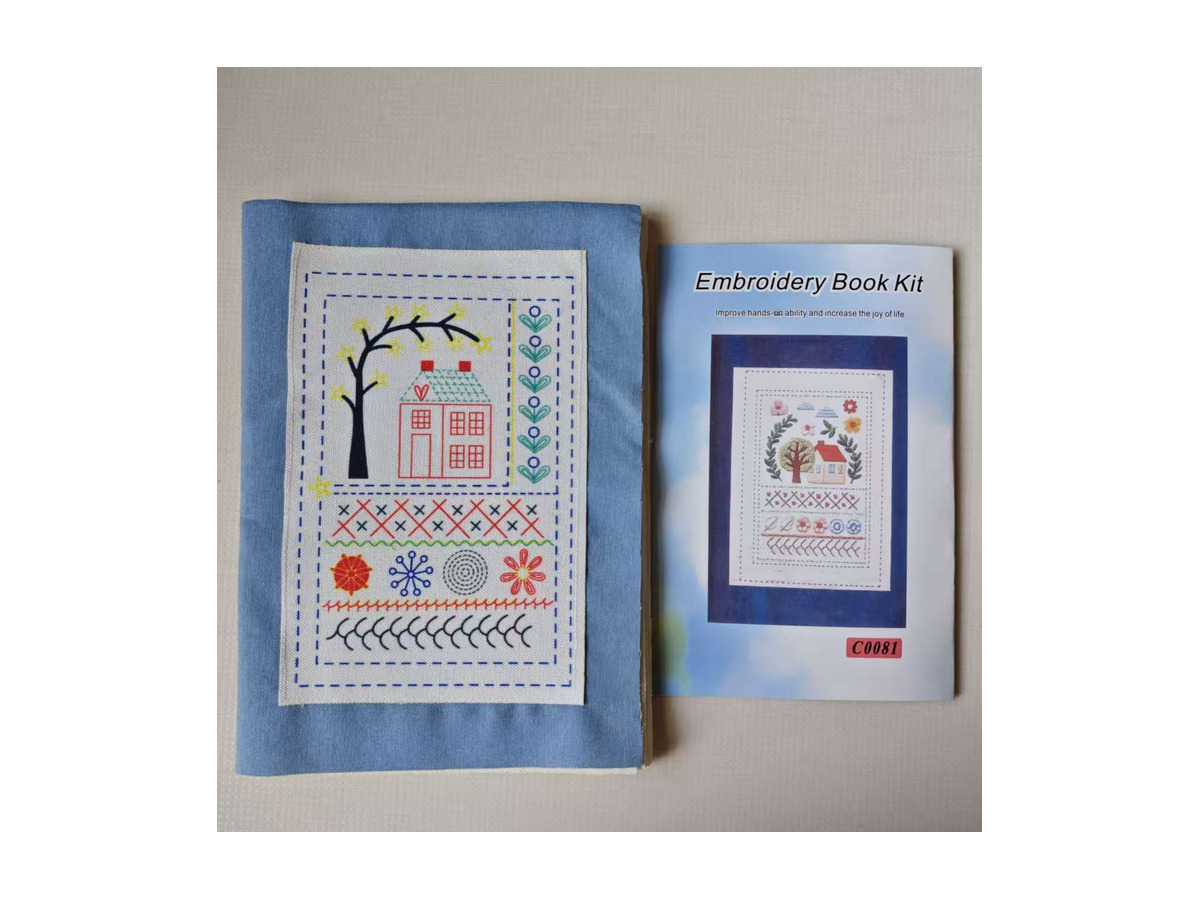 Embroidery Book Kit
Improve hands-on ability and increase the joy of life
C0081